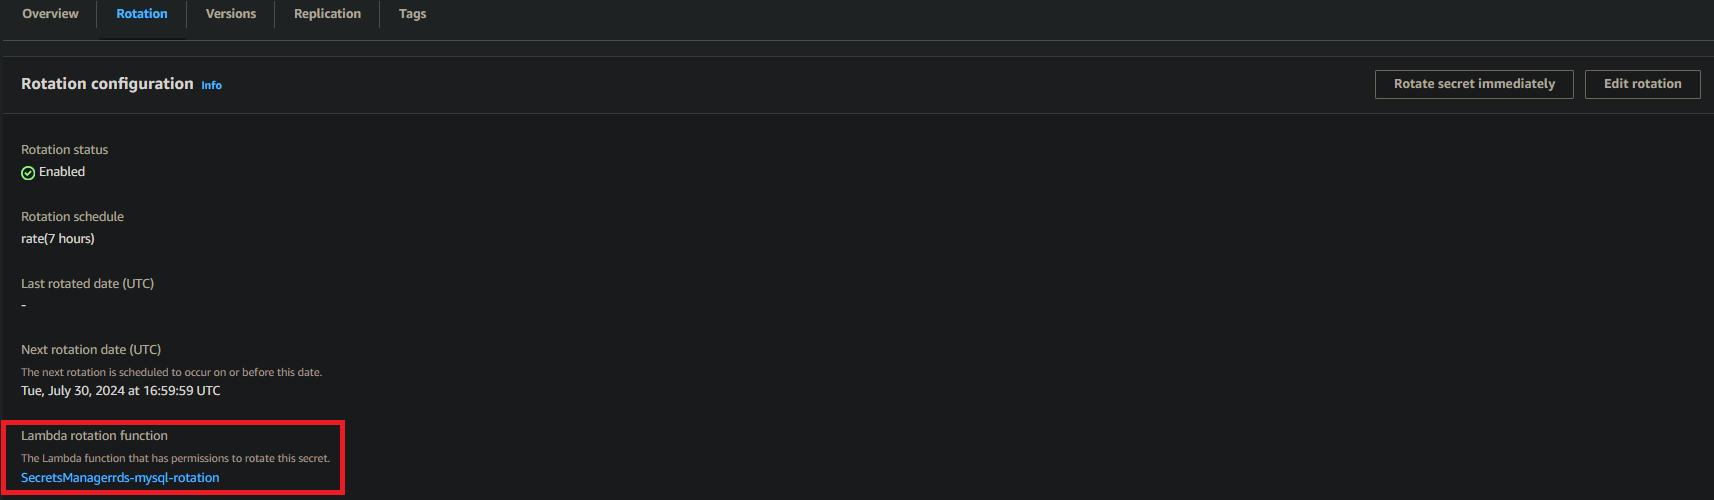 Overview Rotation Versions Replication Tags
Rotation configuration Info Rotate secret immediately Edit rotation
Rotation status
Enabled
Rotation schedule
rate(7 hours)
Last rotated date (UTC)
-
Next rotation date (UTC)
The next rotation is scheduled to occur on or before this date.
Tue, July 30, 2024 at 16:59:59 UTC
Lambda rotation function
The Lambda function that has permissions to rotate this secret.
SecretsManagerrds-mysql-rotation